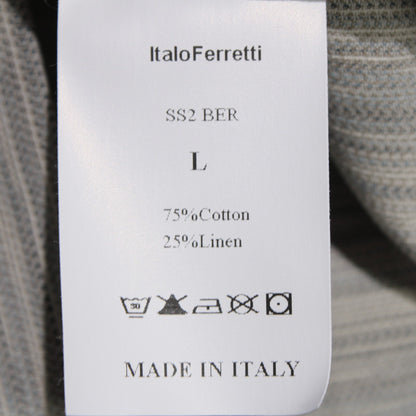 ItaloFerretti
SS2 BER
L
75%Cotton
25%Linen
30
MADE IN ITALY